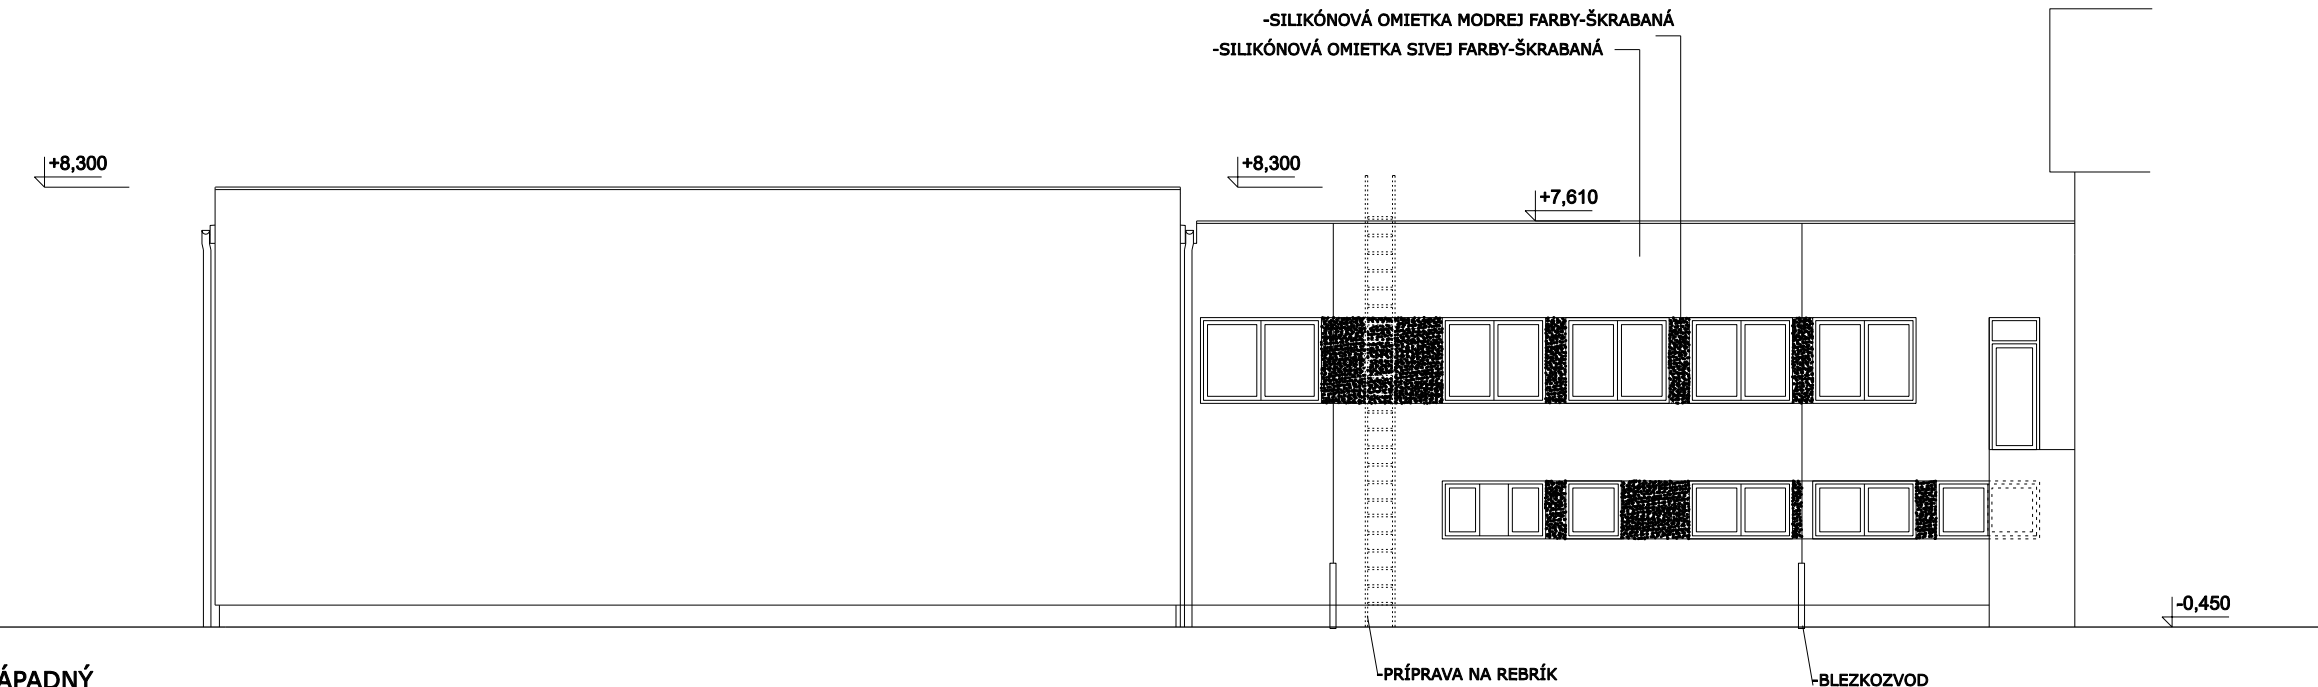 -SILIKÓNOVÁ OMIETKA MODREJ FARBY-ŠKRABANÁ
-SILIKÓNOVÁ OMIETKA SIVEJ FARBY-ŠKRABANÁ
+8,300
+8,300
+7,610
-0,450
-PRÍPRAVA NA REBRÍK
-BLEZKOZVOD
ÁPADNÝ